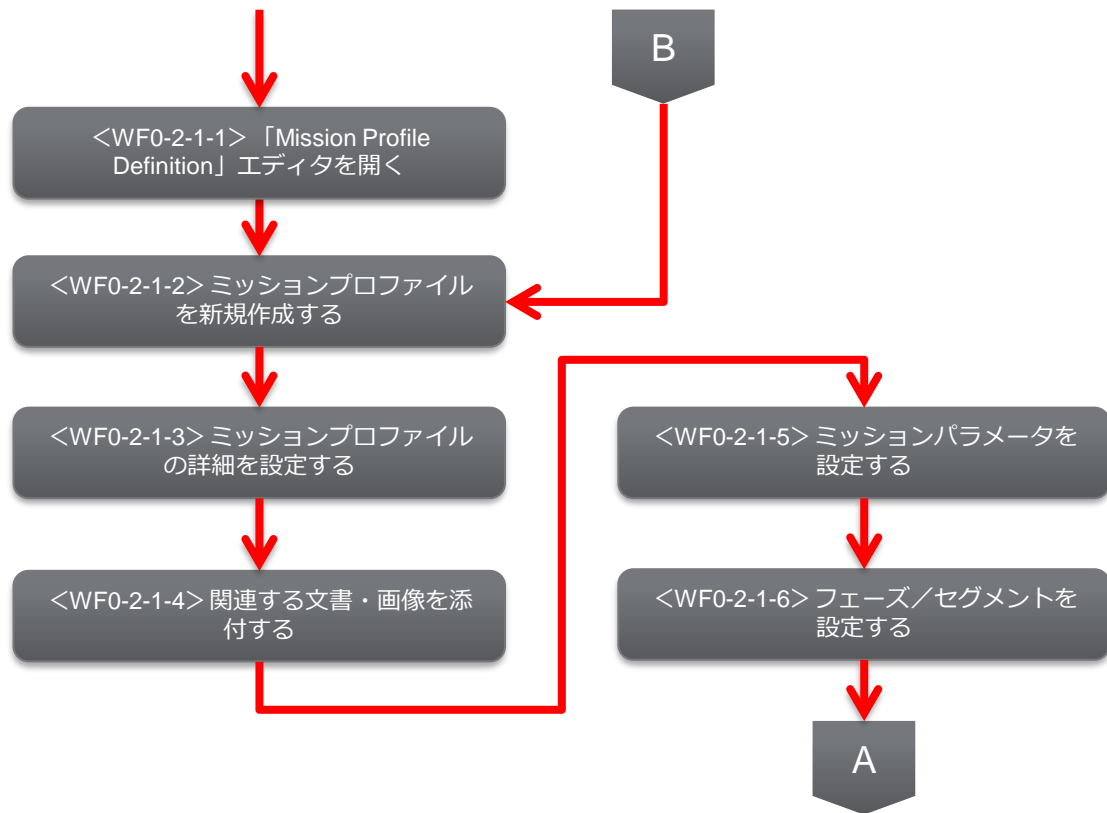 B
＜WF0-2-1-1＞ 「Mission Profile
Definition」エディタを開く
＜WF0-2-1-2＞ ミッションプロファイル
を新規作成する
＜WF0-2-1-3＞ ミッションプロファイル
の詳細を設定する
＜WF0-2-1-4＞ 関連する文書・画像を添
付する
＜WF0-2-1-5＞ ミッションパラメータを
設定する
＜WF0-2-1-6＞ フェーズ／セグメントを
設定する
A